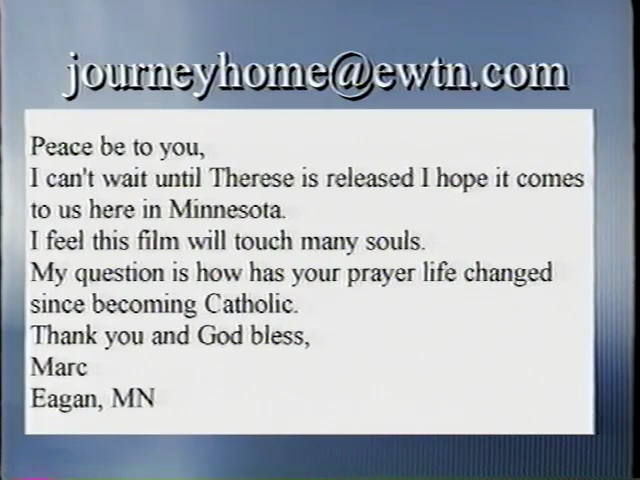 journeyhome@ewtn.com
Peace be to you,
I can't wait until Therese is released I hope it comes
to us here in Minnesota.
I feel this film will touch many souls.
My question is how has your prayer life changed
since becoming Catholic.
Thank you and God bless,
Marc
Eagan, MN